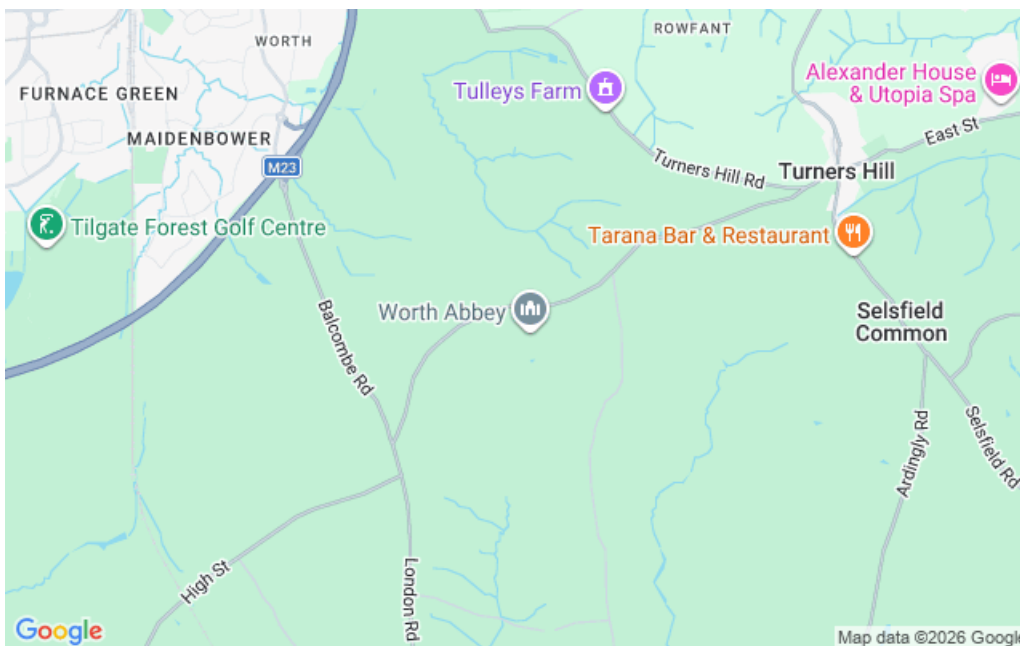 WORTH
ROWFANT
Alexander House
& Utopia Spa
FURNACE GREEN
Tulleys Farm
MAIDENBOWER
East St
M23
Turners Hill Rd
Turners Hill
Tilgate Forest Golf Centre
Tarana Bar & Restaurant
Worth Abbey
Selsfield
Common
Balcombe Rd
Selsfield Rd
Ardingly Rd
High St
London Rd
Google
Map data ©2026 Google